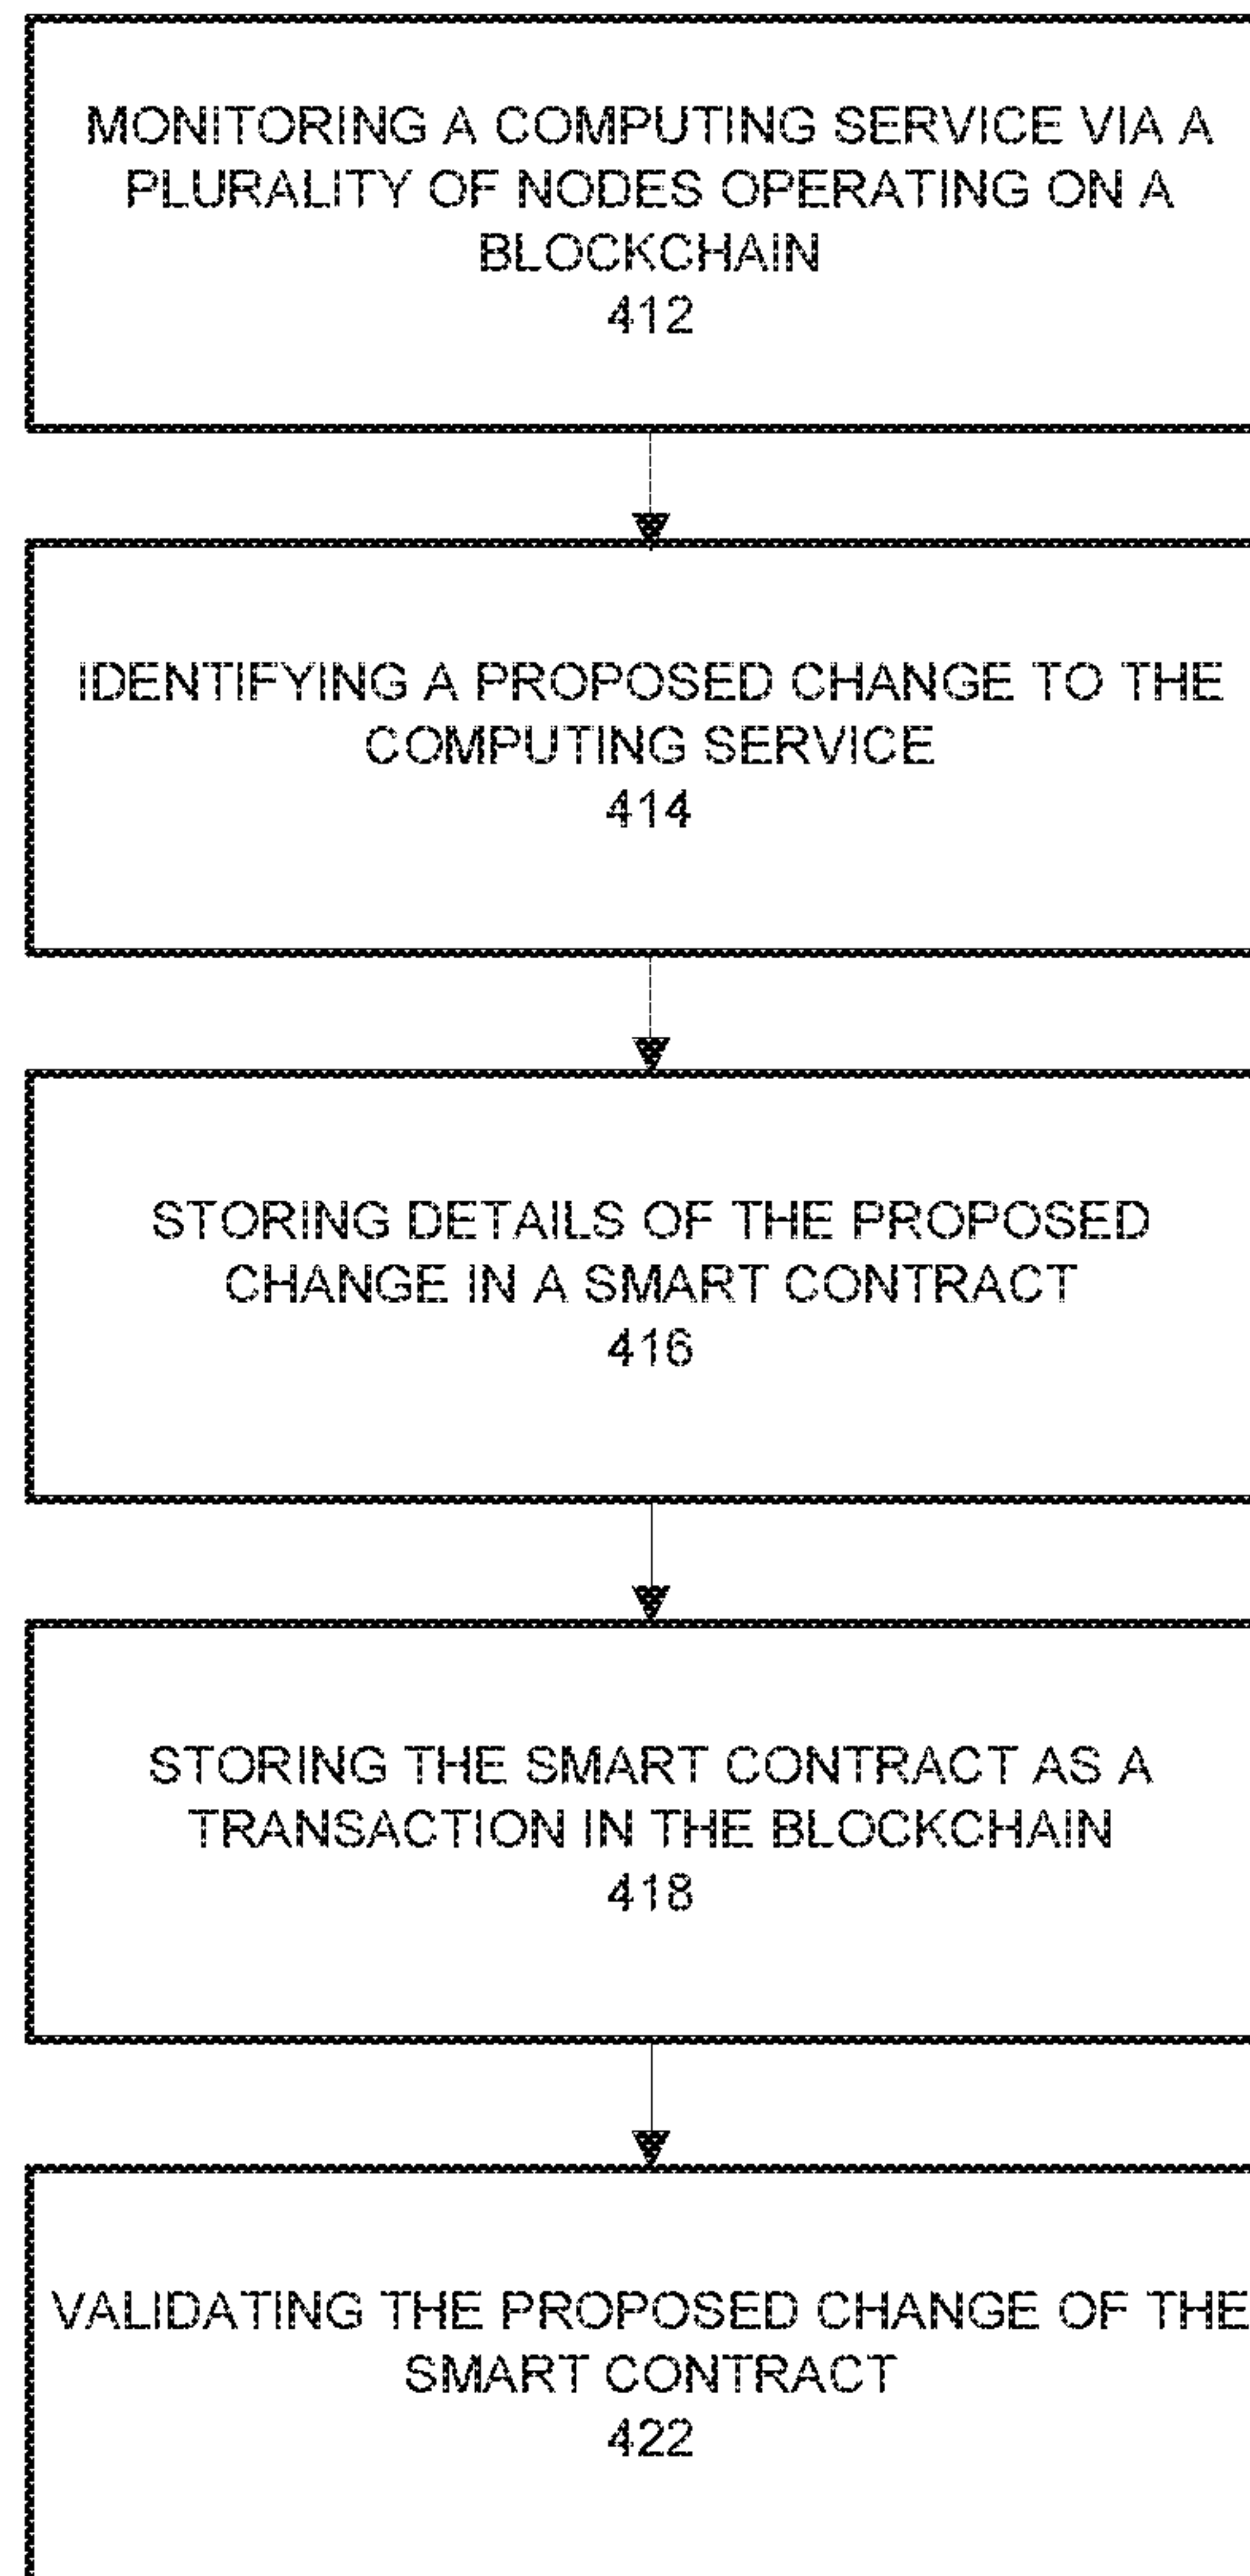 MONITORING A COMPUTING SERVICE VIA A
PLURALITY OF NODES OPERATING ON A
BLOCKCHAIN
412
IDENTIFYING A PROPOSED CHANGE TO THE
COMPUTING SERVICE
414
STORING DETAILS OF THE PROPOSED
CHANGE IN A SMART CONTRACT
416
STORING THE SMART CONTRACT AS A
TRANSACTION IN THE BLOCKCHAIN
418
VALIDATING THE PROPOSED CHANGE OF THE
SMART CONTRACT
422